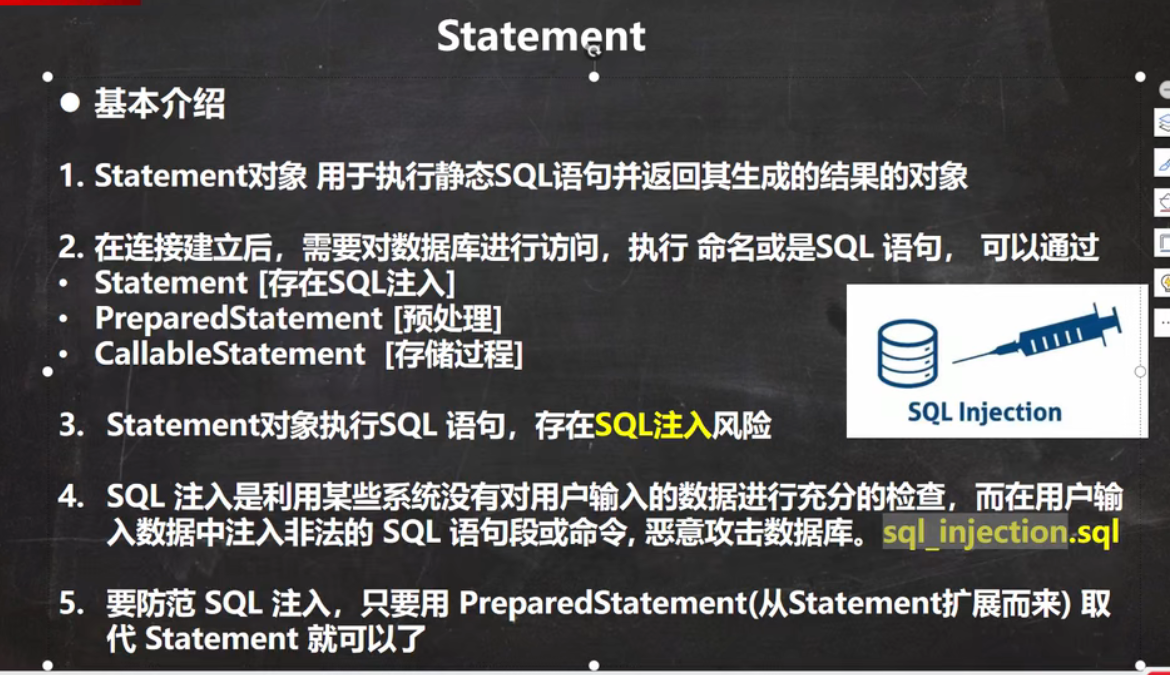 Statement
● 基本介绍
1. Statement对象 用于执行静态SQL语句并返回其生成的结果的对象
2. 在连接建立后，需要对数据库进行访问，执行 命名或是SQL 语句， 可以通过
• Statement [存在SQL注入]
• PreparedStatement [预处理]
• CallableStatement [存储过程]
SQL Injection
3. Statement对象执行SQL 语句，存在SQL注入风险
4. SQL 注入是利用某些系统没有对用户输入的数据进行充分的检查，而在用户输
入数据中注入非法的 SQL 语句段或命令, 恶意攻击数据库。sql_injection.sql
5. 要防范 SQL 注入，只要用 PreparedStatement(从Statement扩展而来) 取
代 Statement 就可以了